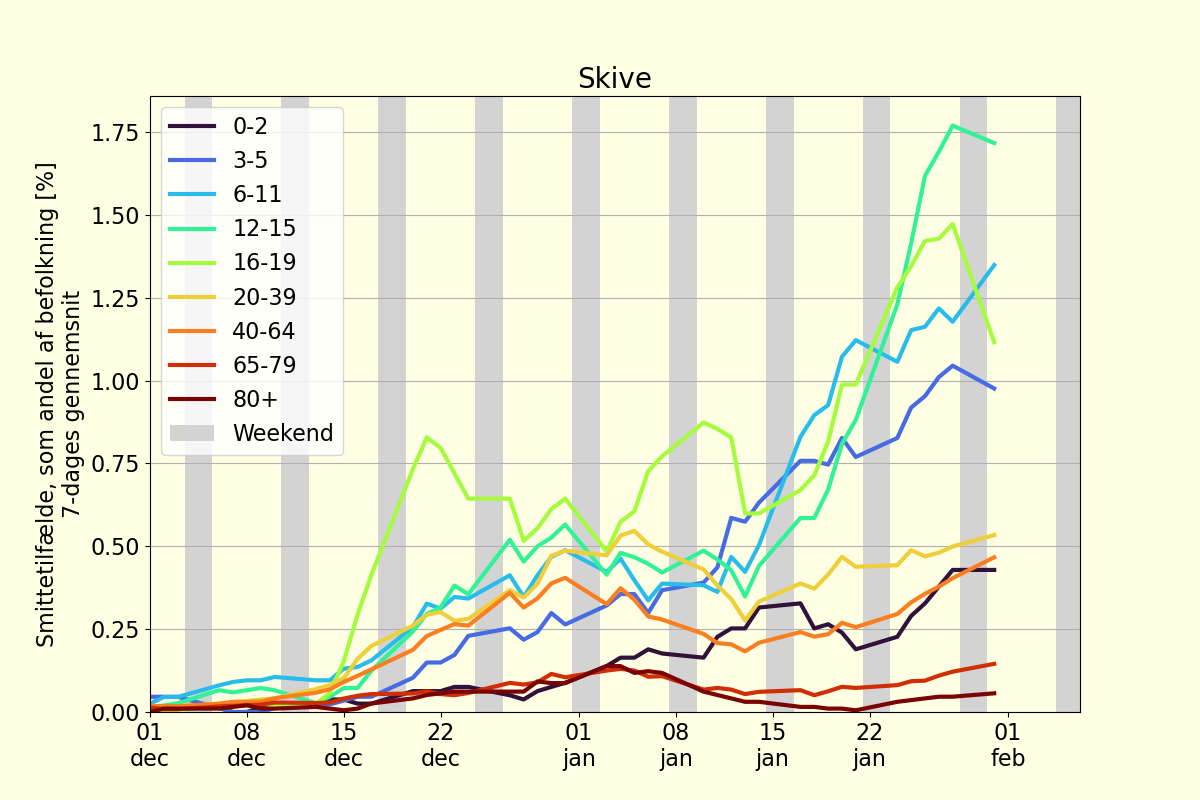 Skive
Smittetilfælde, som andel af befolkning [%]
7-dages gennemsnit
1.75
1.50
1.25
1.00
0.75
0.50
0.25
0.00
0-2
3-5
6-11
12-15
16-19
20-39
40-64
65-79
80+
Weekend
01 08 15 22 01 08 15 22 01
dec dec dec dec jan jan jan jan feb